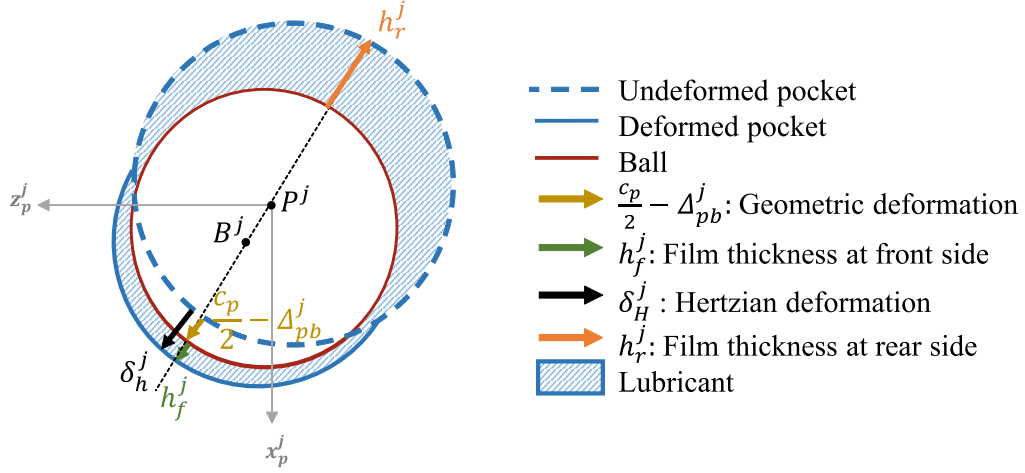 h_r^j
z_p^j
P^j
B^j
c_p/2 − Δ_pb^j
δ_h^j
h_f^j
x_p^j
Undeformed pocket
Deformed pocket
Ball
c_p/2 − Δ_pb^j: Geometric deformation
h_f^j: Film thickness at front side
δ_H^j : Hertzian deformation
h_r^j: Film thickness at rear side
Lubricant